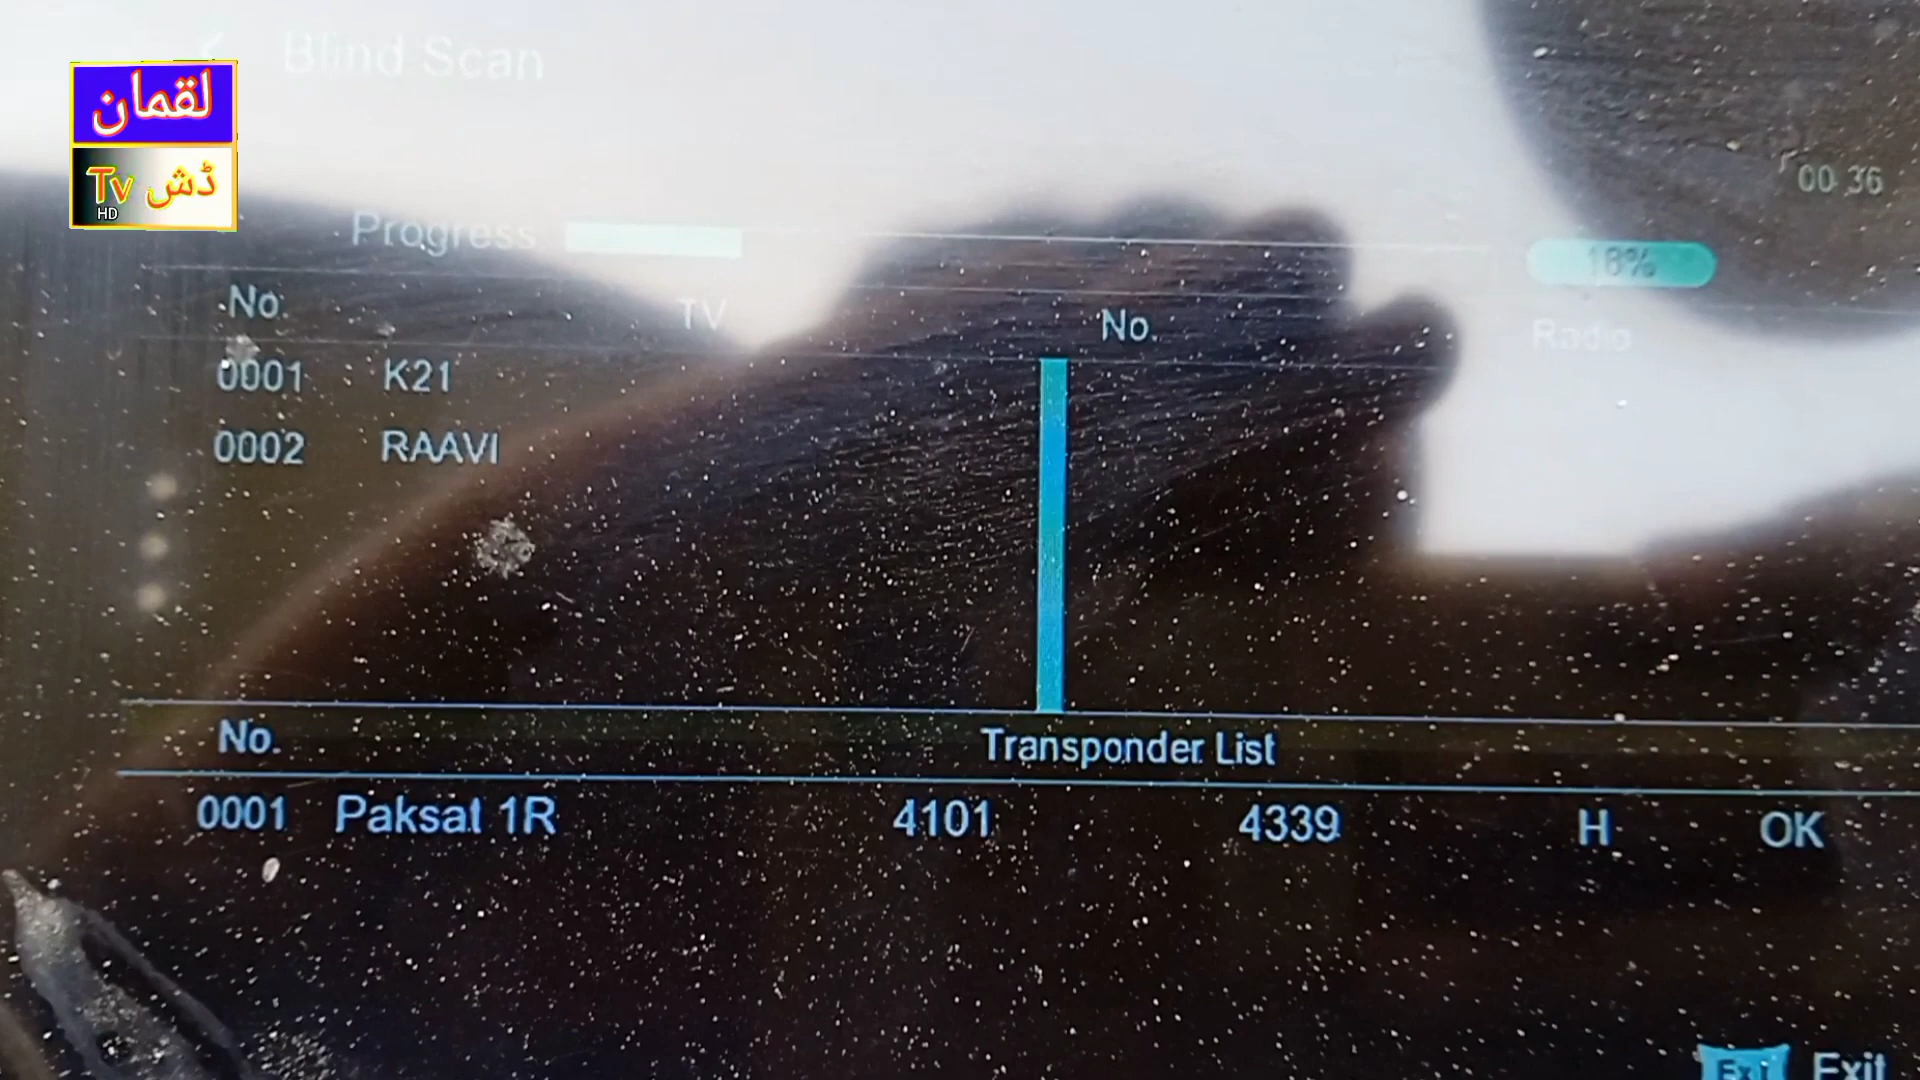 Blind Scan
لقمان
ڈش Tv
HD
00 36
Progress 18%
No. TV No. Radio
0001 K21
0002 RAAVI
No. Transponder List
0001 Paksat 1R 4101 4339 H OK
Exit Exit